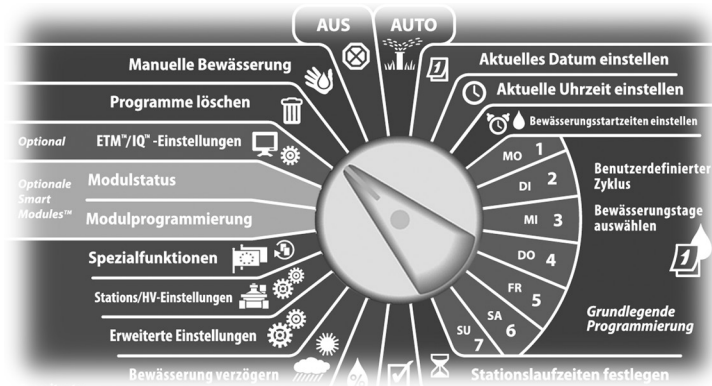 AUS
AUTO
Manuelle Bewässerung
Programme löschen
Optional
ETM™/IQ™ -Einstellungen
Optionale
Smart
Modules™
Modulstatus
Modulprogrammierung
Spezialfunktionen
Stations/HV-Einstellungen
Erweiterte Einstellungen
Bewässerung verzögern
Aktuelles Datum einstellen
Aktuelle Uhrzeit einstellen
Bewässerungsstartzeiten einstellen
MO 1
DI 2
MI 3
DO 4
FR 5
SA 6
SU 7
Benutzerdefinierter
Zyklus
Bewässerungstage
auswählen
1
Grundlegende
Programmierung
Stationslaufzeiten festlegen
%
1